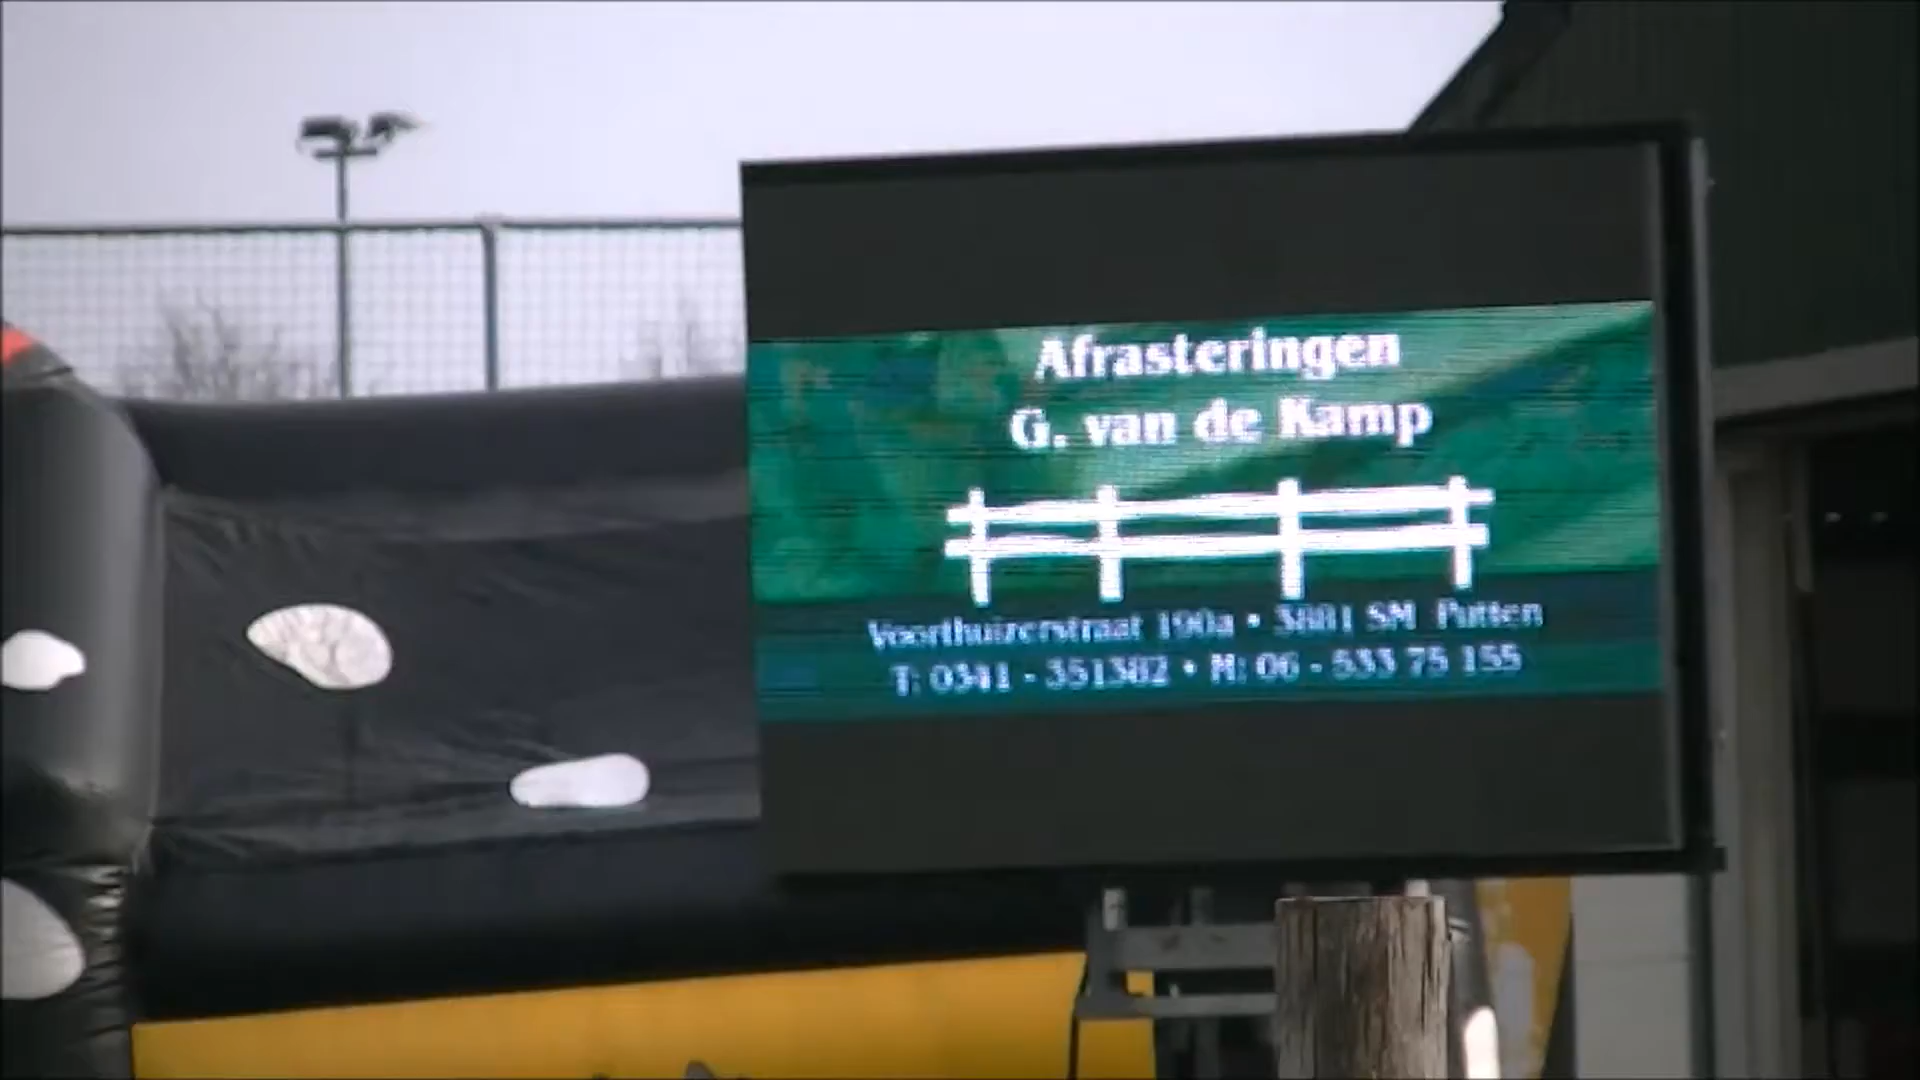 Afrasteringen
G. van de Kamp
Voorthuizerstraat 190a • 3881 SM Putten
T: 0341 - 351382 • M: 06 - 533 75 155